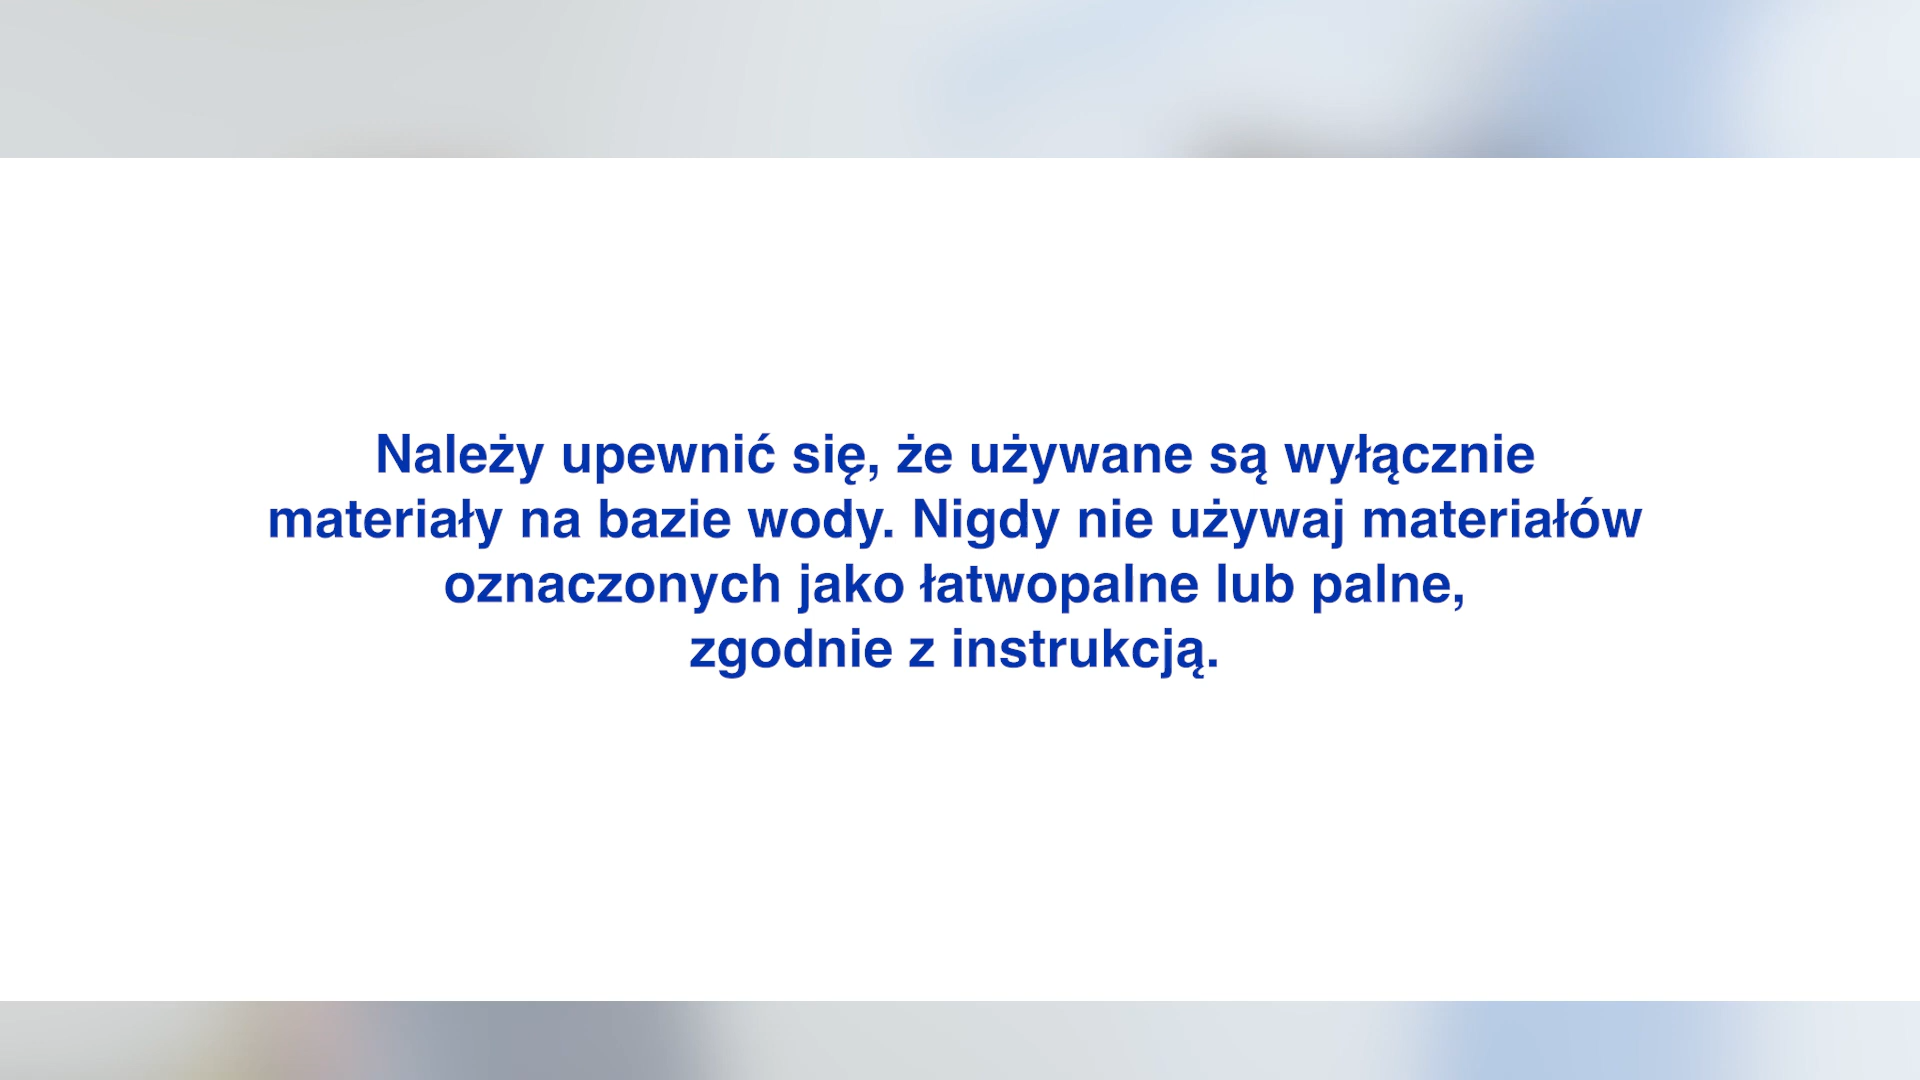 Należy upewnić się, że używane są wyłącznie
materiały na bazie wody. Nigdy nie używaj materiałów
oznaczonych jako łatwopalne lub palne,
zgodnie z instrukcją.